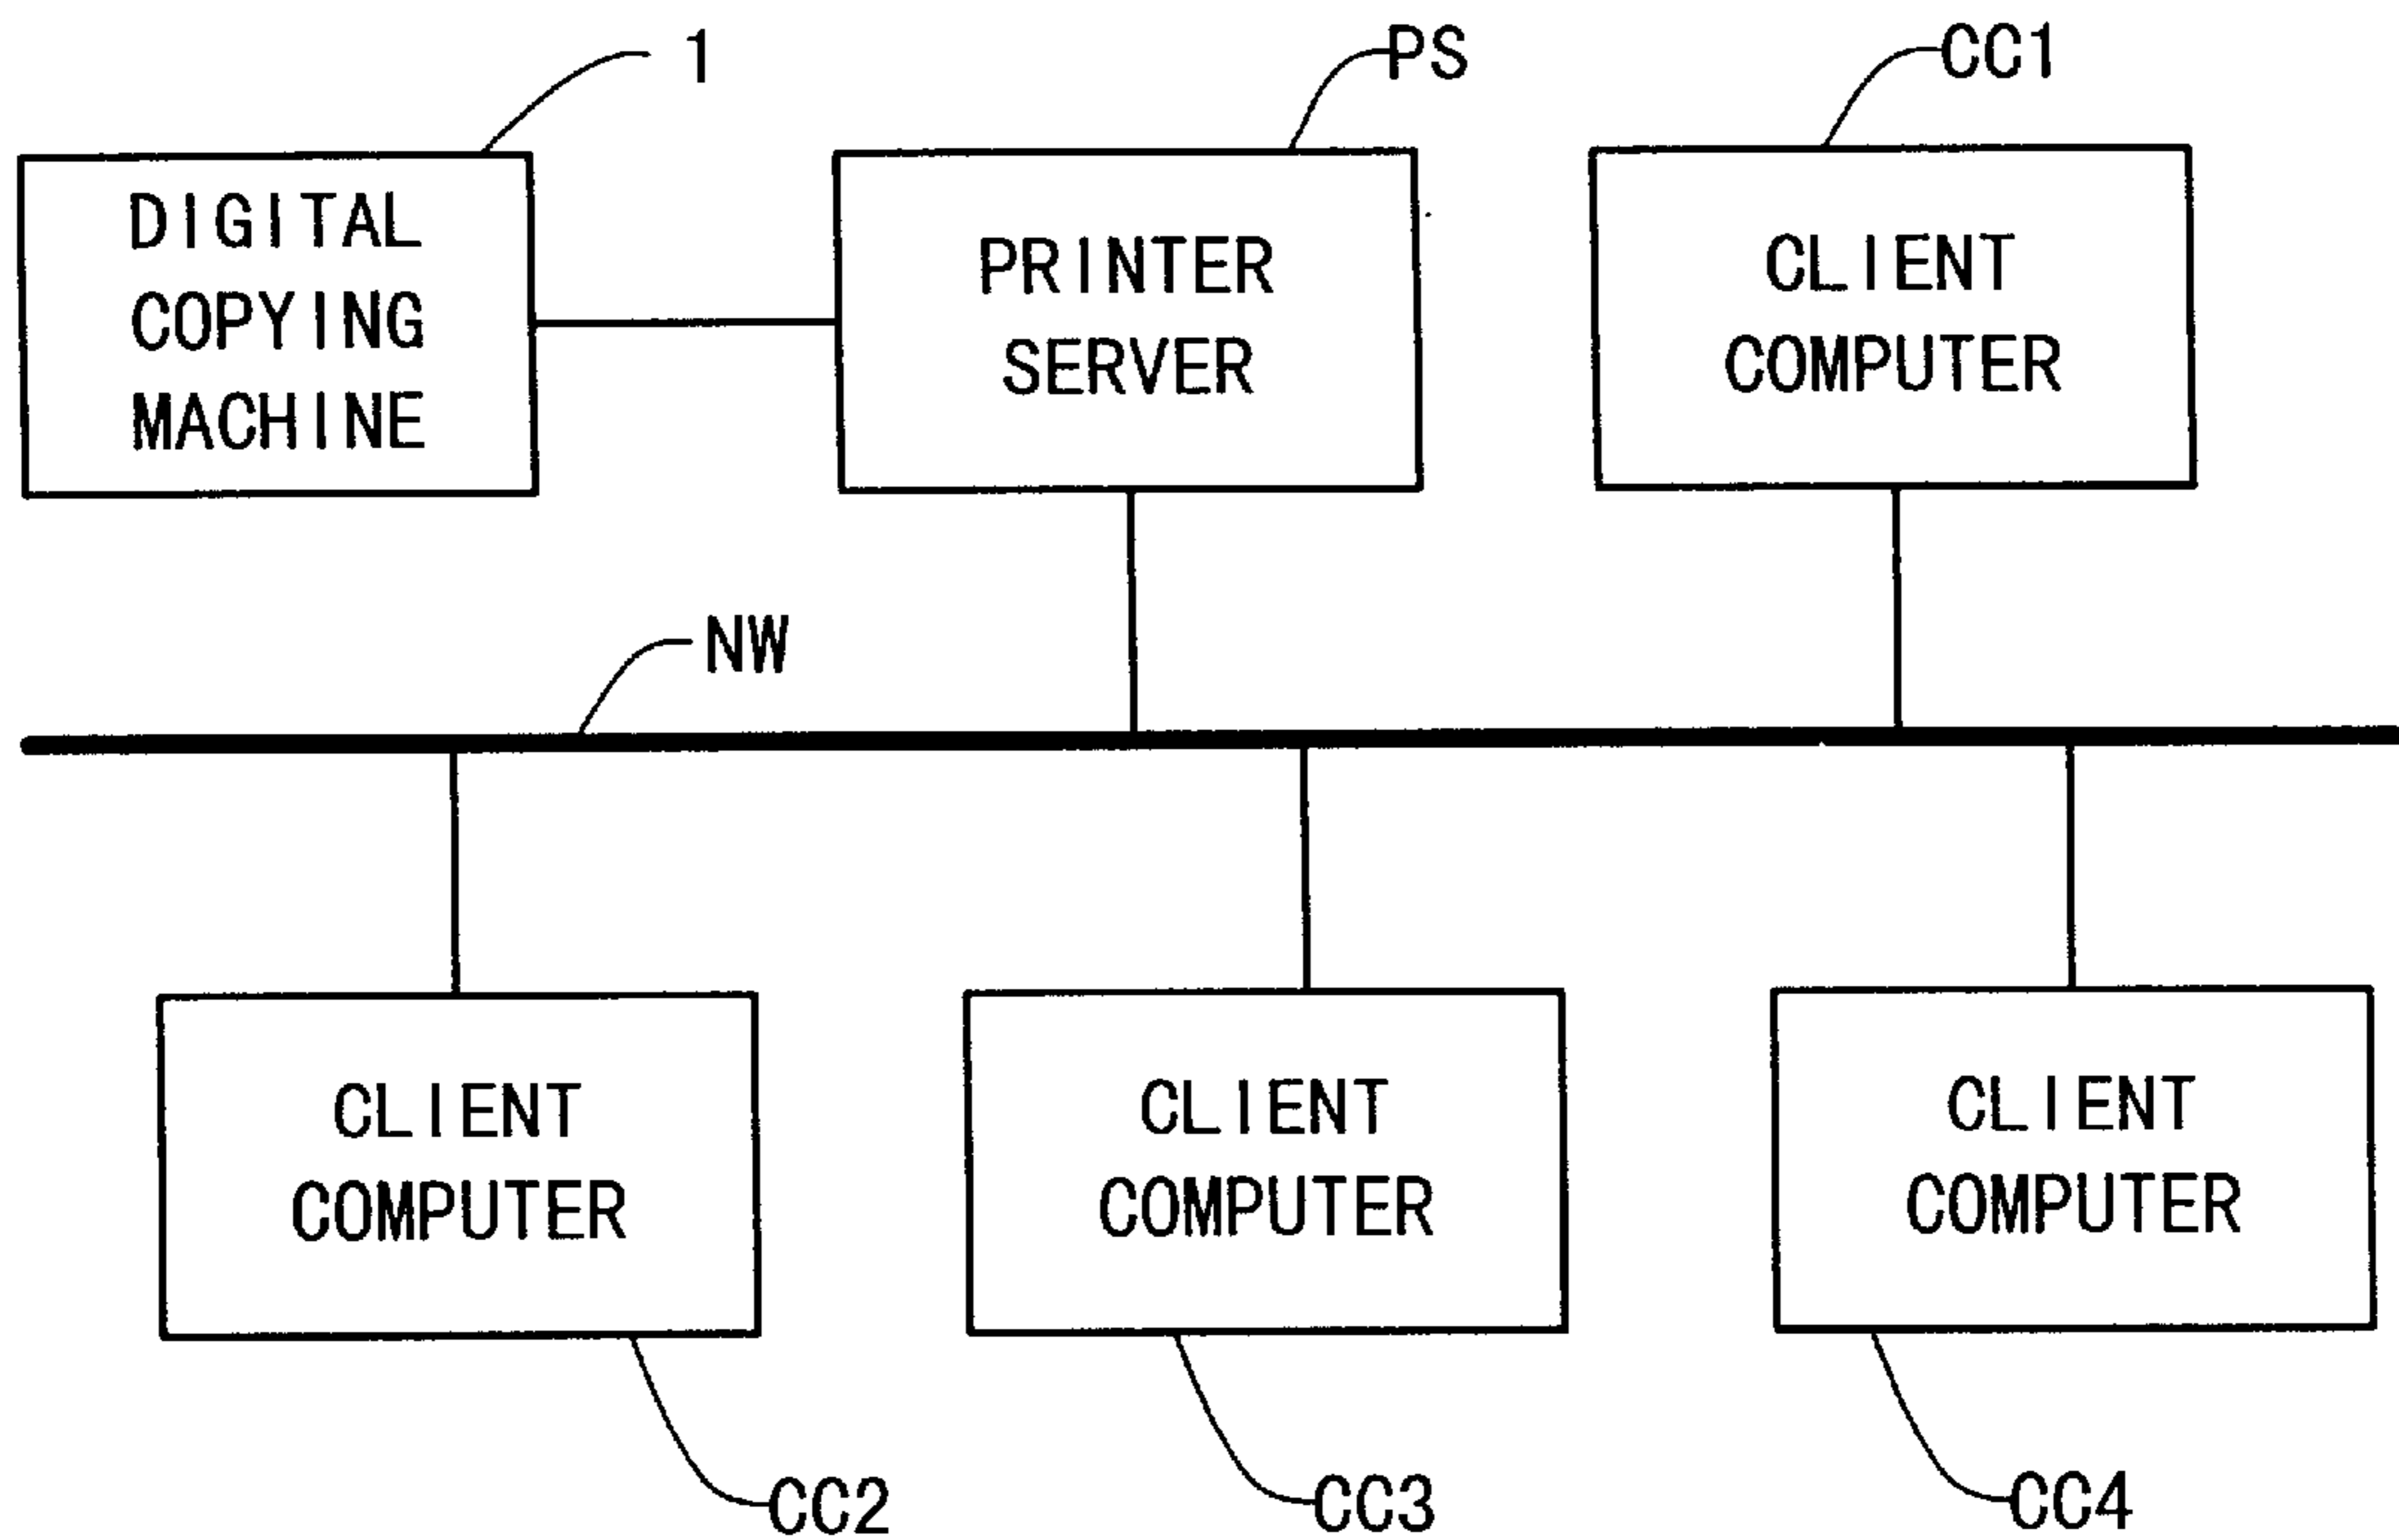 1
PS
CC1
DIGITAL
COPYING
MACHINE
PRINTER
SERVER
CLIENT
COMPUTER
NW
CLIENT
COMPUTER
CLIENT
COMPUTER
CLIENT
COMPUTER
CC2
CC3
CC4